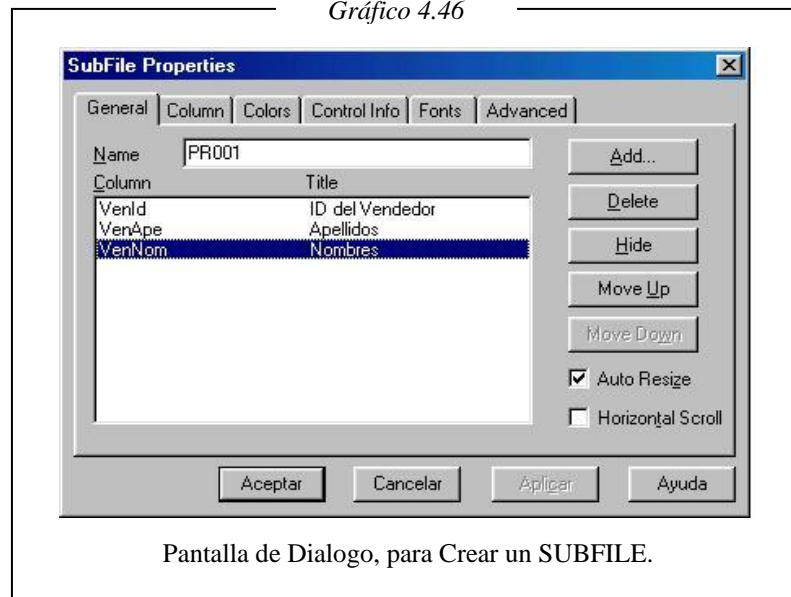 Gráfico 4.46
SubFile Properties
General Column Colors Control Info Fonts Advanced
Name PR001 Add...
Column Title
VenId ID del Vendedor Delete
VenApe Apellidos
VenNom Nombres Hide
Move Up
Move Down
Auto Resize
Horizontal Scroll
Aceptar Cancelar Aplicar Ayuda
Pantalla de Dialogo, para Crear un SUBFILE.